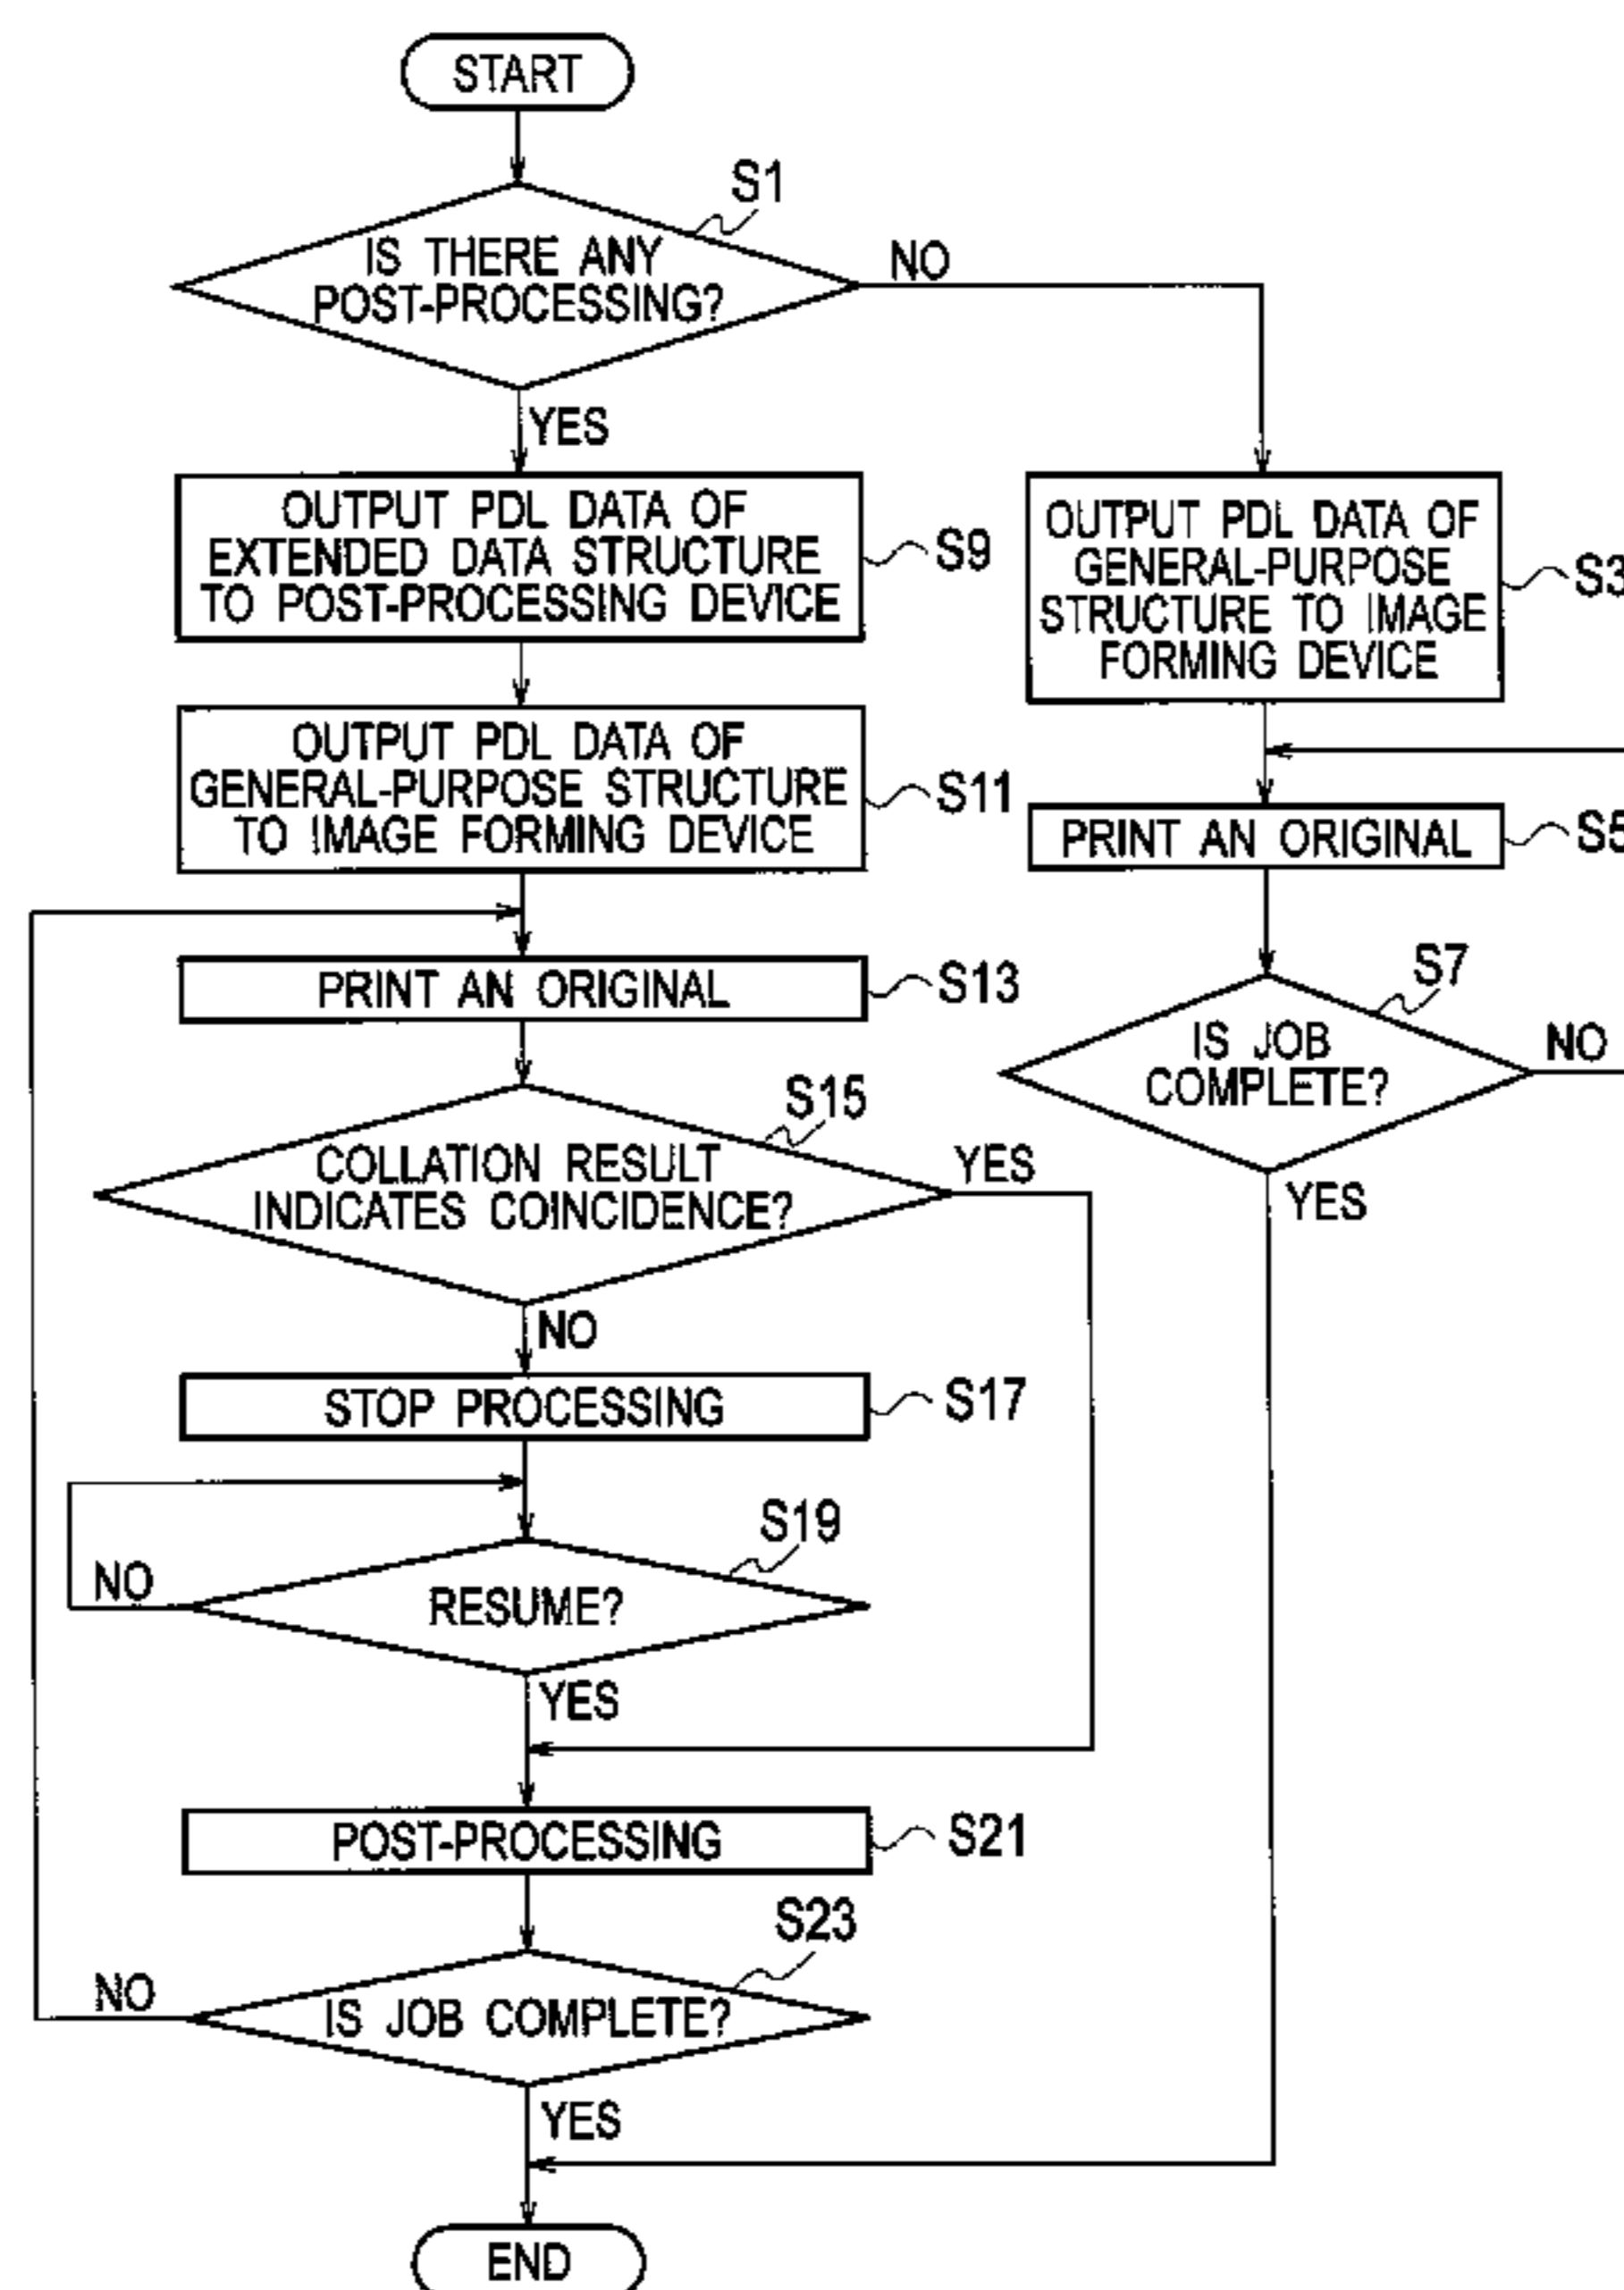 START
S1
IS THERE ANY
POST-PROCESSING?
NO
YES
OUTPUT PDL DATA OF
EXTENDED DATA STRUCTURE
TO POST-PROCESSING DEVICE
S9
OUTPUT PDL DATA OF
GENERAL-PURPOSE
STRUCTURE TO IMAGE
FORMING DEVICE
S3
OUTPUT PDL DATA OF
GENERAL-PURPOSE STRUCTURE
TO IMAGE FORMING DEVICE
S11
PRINT AN ORIGINAL
S5
PRINT AN ORIGINAL
S13
S7
IS JOB
COMPLETE?
NO
YES
S15
COLLATION RESULT
INDICATES COINCIDENCE?
YES
NO
STOP PROCESSING
S17
S19
RESUME?
NO
YES
POST-PROCESSING
S21
S23
IS JOB COMPLETE?
NO
YES
END